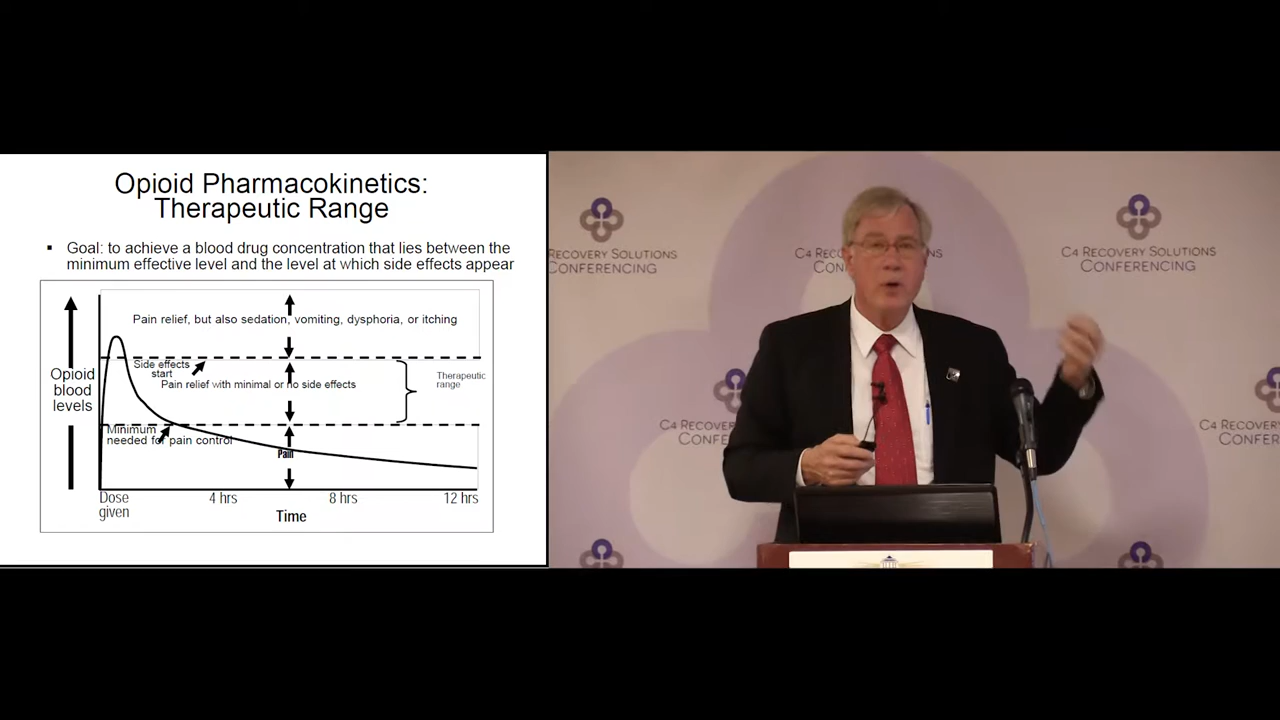 Opioid Pharmacokinetics:
Therapeutic Range
▪ Goal: to achieve a blood drug concentration that lies between the
minimum effective level and the level at which side effects appear
Pain relief, but also sedation, vomiting, dysphoria, or itching
Side effects
start
Pain relief with minimal or no side effects
Therapeutic
range
Opioid
blood
levels
Minimum
needed for pain control
Pain
Dose
given
4 hrs
8 hrs
12 hrs
Time
C4 RECOVERY SOLUTIONS
CONFERENCING
C4 RECOVERY SOLUTIONS
CONFERENCING